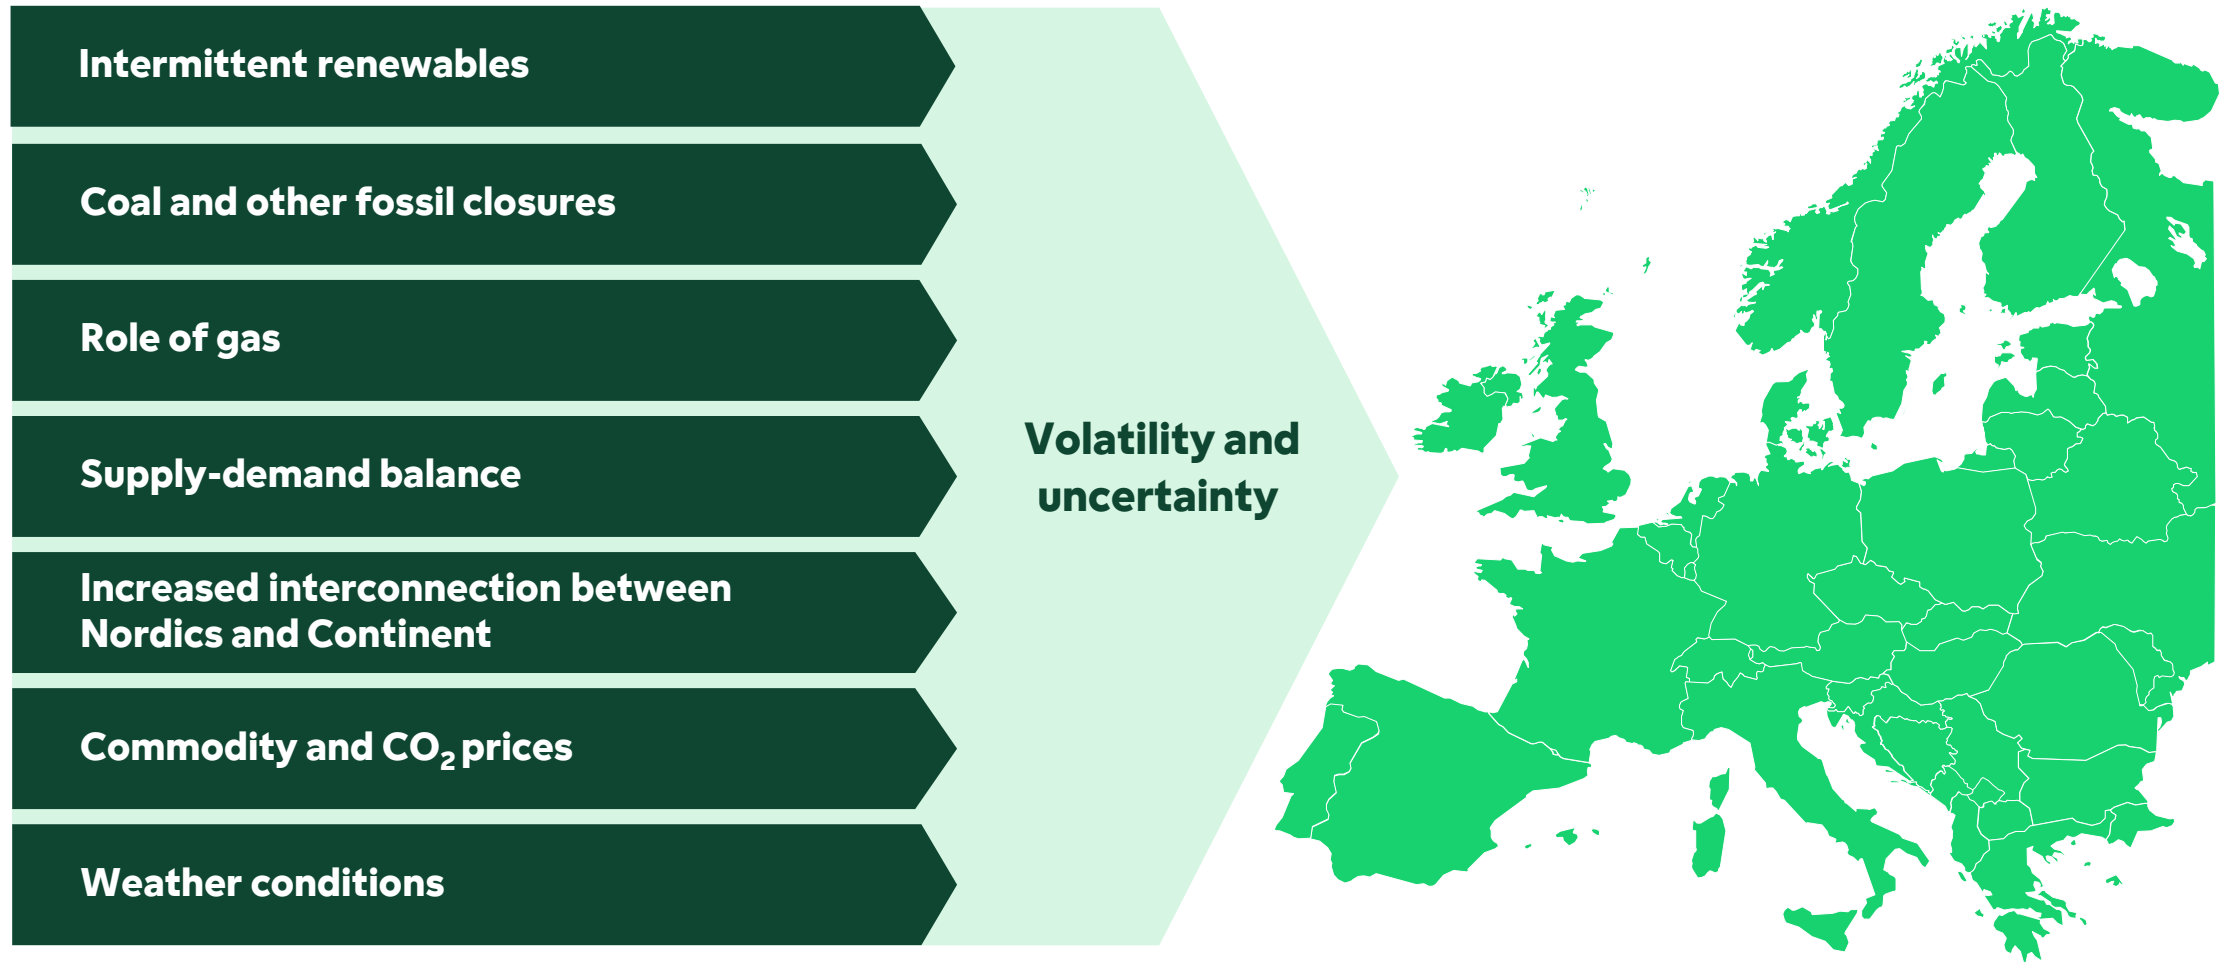 Intermittent renewables
Coal and other fossil closures
Role of gas
Supply-demand balance
Increased interconnection between
Nordics and Continent
Commodity and CO₂ prices
Weather conditions
Volatility and
uncertainty